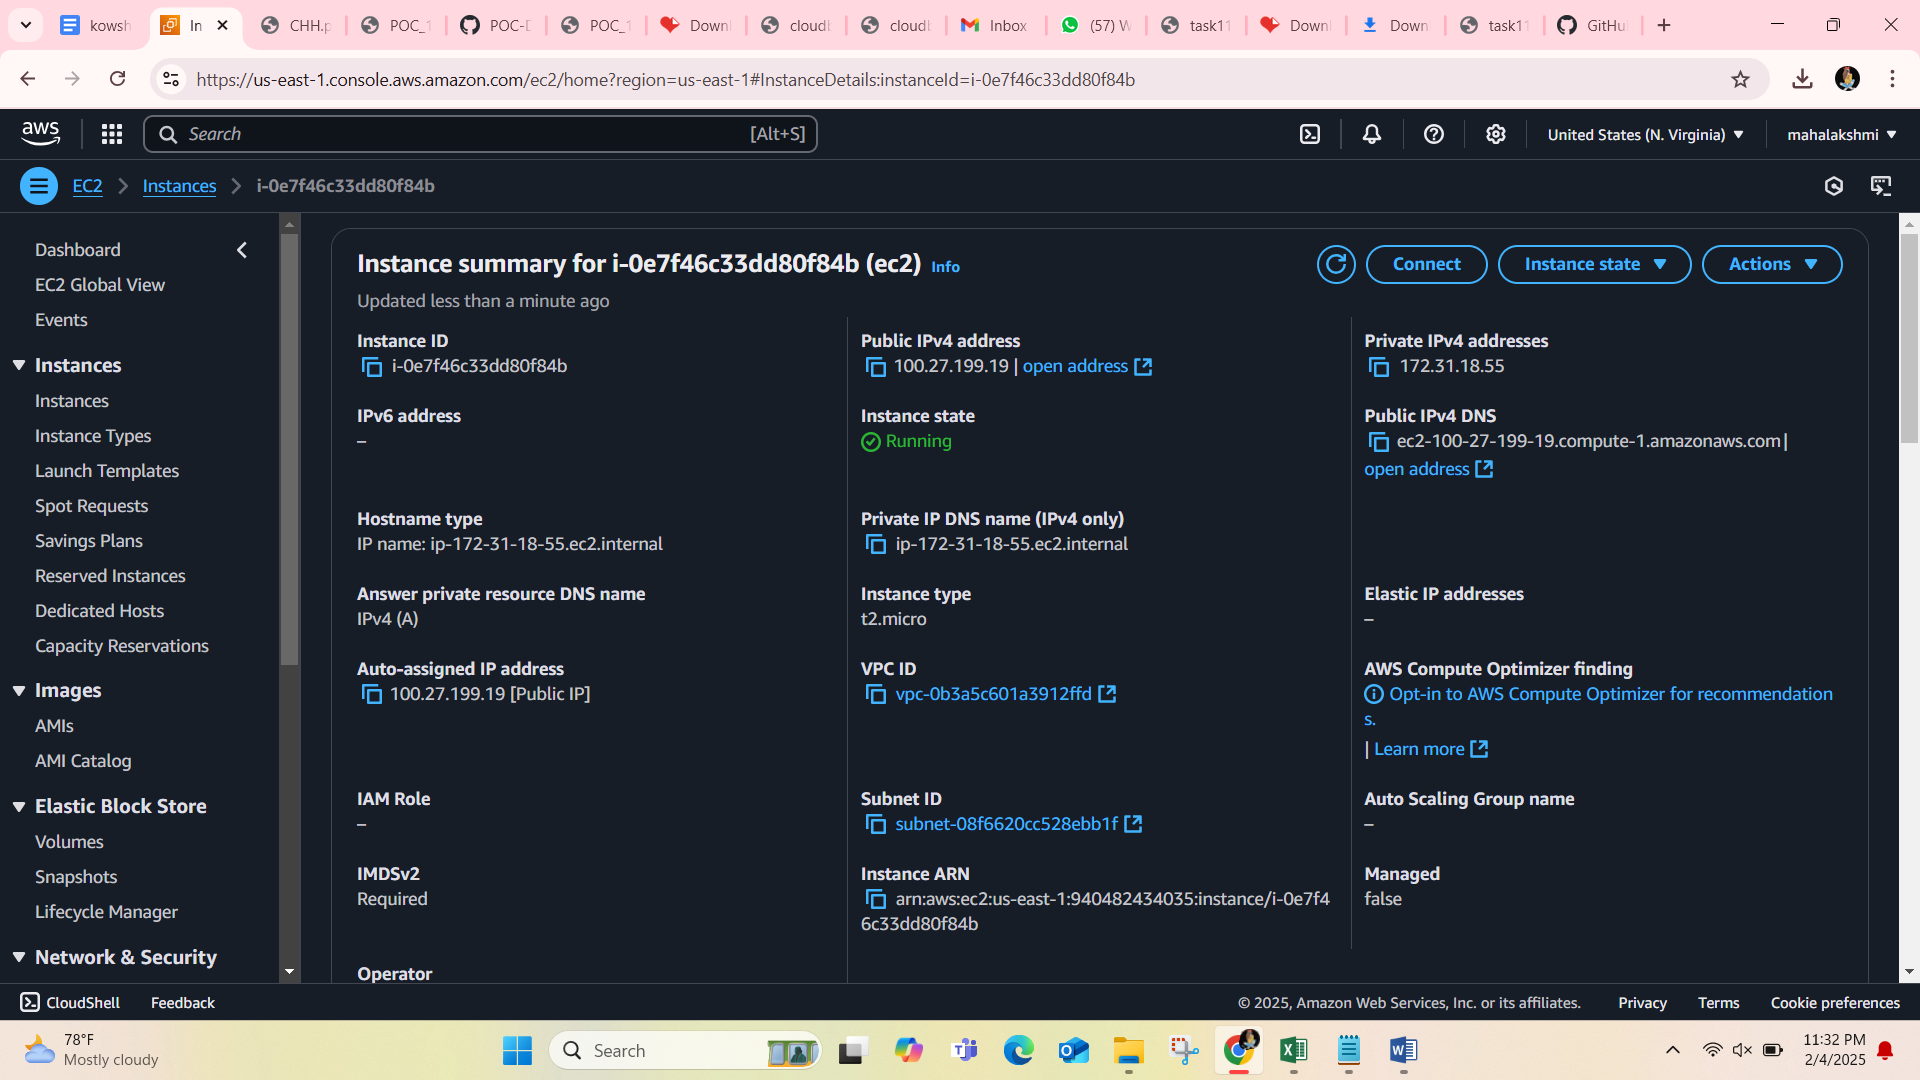 kowsh
In
CHH.p
POC_1
POC-D
POC_1
Downl
cloudb
cloudb
Inbox
(57) W
task11
Downl
Down
task11
GitHu
https://us-east-1.console.aws.amazon.com/ec2/home?region=us-east-1#InstanceDetails:instanceId=i-0e7f46c33dd80f84b
aws
Search [Alt+S]
United States (N. Virginia)
mahalakshmi
EC2 > Instances > i-0e7f46c33dd80f84b
Dashboard
EC2 Global View
Events
Instances
Instances
Instance Types
Launch Templates
Spot Requests
Savings Plans
Reserved Instances
Dedicated Hosts
Capacity Reservations
Images
AMIs
AMI Catalog
Elastic Block Store
Volumes
Snapshots
Lifecycle Manager
Network & Security
Instance summary for i-0e7f46c33dd80f84b (ec2) Info
Updated less than a minute ago
Connect
Instance state
Actions
Instance ID
i-0e7f46c33dd80f84b
Public IPv4 address
100.27.199.19 | open address
Private IPv4 addresses
172.31.18.55
IPv6 address
–
Instance state
Running
Public IPv4 DNS
ec2-100-27-199-19.compute-1.amazonaws.com |
open address
Hostname type
IP name: ip-172-31-18-55.ec2.internal
Private IP DNS name (IPv4 only)
ip-172-31-18-55.ec2.internal
Answer private resource DNS name
IPv4 (A)
Instance type
t2.micro
Elastic IP addresses
–
Auto-assigned IP address
100.27.199.19 [Public IP]
VPC ID
vpc-0b3a5c601a3912ffd
AWS Compute Optimizer finding
Opt-in to AWS Compute Optimizer for recommendation
s.
| Learn more
IAM Role
–
Subnet ID
subnet-08f6620cc528ebb1f
Auto Scaling Group name
–
IMDSv2
Required
Instance ARN
arn:aws:ec2:us-east-1:940482434035:instance/i-0e7f4
6c33dd80f84b
Managed
false
Operator
CloudShell
Feedback
© 2025, Amazon Web Services, Inc. or its affiliates.
Privacy
Terms
Cookie preferences
78°F
Mostly cloudy
Search
11:32 PM
2/4/2025